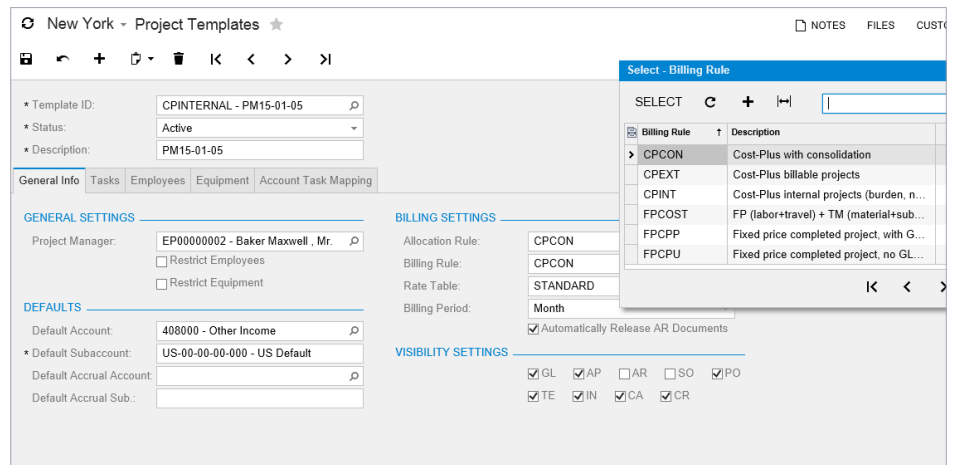 New York - Project Templates
NOTES FILES CUSTO
* Template ID: CPINTERNAL - PM15-01-05
* Status: Active
* Description: PM15-01-05
General Info Tasks Employees Equipment Account Task Mapping
GENERAL SETTINGS
Project Manager: EP00000002 - Baker Maxwell , Mr.
Restrict Employees
Restrict Equipment
DEFAULTS
Default Account: 408000 - Other Income
* Default Subaccount: US-00-00-00-000 - US Default
Default Accrual Account:
Default Accrual Sub.:
BILLING SETTINGS
Allocation Rule: CPCON
Billing Rule: CPCON
Rate Table: STANDARD
Billing Period: Month
Automatically Release AR Documents
VISIBILITY SETTINGS
GL AP AR SO PO
TE IN CA CR
Select - Billing Rule
SELECT
Billing Rule ↑ Description
CPCON Cost-Plus with consolidation
CPEXT Cost-Plus billable projects
CPINT Cost-Plus internal projects (burden, n...
FPCOST FP (labor+travel) + TM (material+sub...
FPCPP Fixed price completed project, with G...
FPCPU Fixed price completed project, no GL...